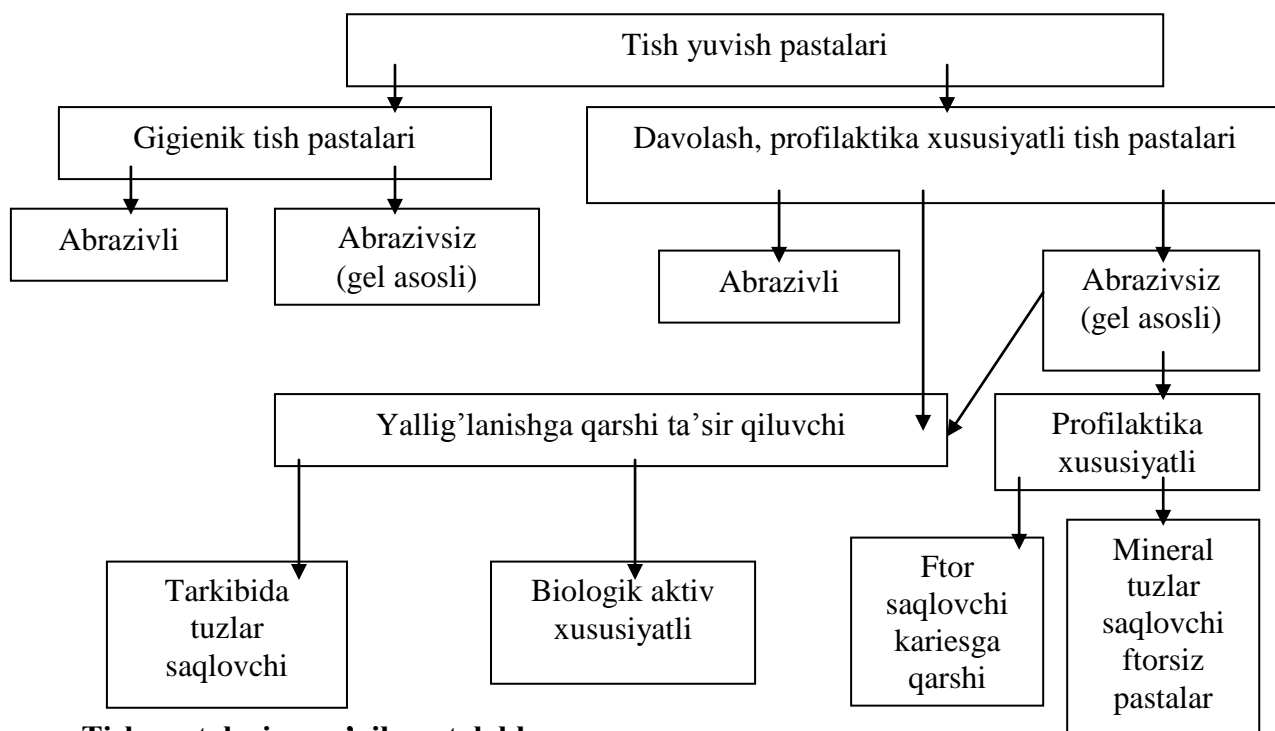 Tish yuvish pastalari
Gigienik tish pastalari
Davolash, profilaktika xususiyatli tish pastalari
Abrazivli
Abrazivsiz
(gel asosli)
Abrazivli
Abrazivsiz
(gel asosli)
Yallig’lanishga qarshi ta’sir qiluvchi
Profilaktika
xususiyatli
Tarkibida
tuzlar
saqlovchi
Biologik aktiv
xususiyatli
Ftor
saqlovchi
kariesga
qarshi
Mineral
tuzlar
saqlovchi
ftorsiz
pastalar